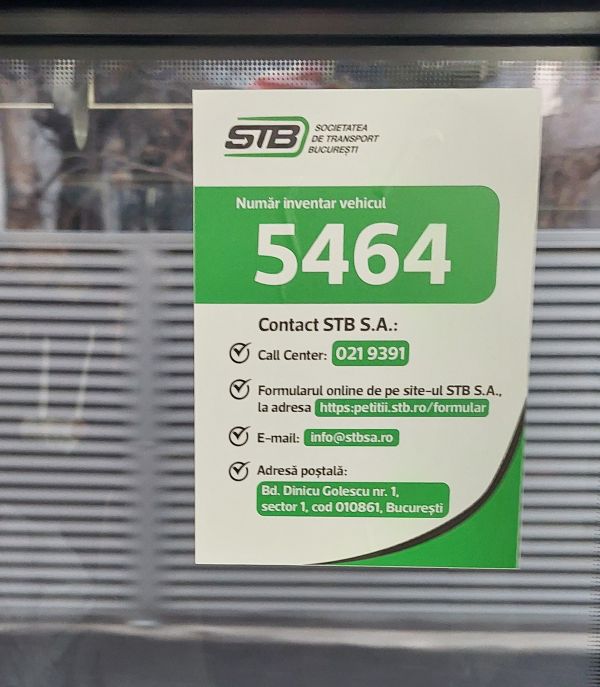 STB
SOCIETATEA
DE TRANSPORT
BUCUREȘTI
Număr inventar vehicul
5464
Contact STB S.A.:
Call Center: 021 9391
Formularul online de pe site-ul STB S.A.,
la adresa https:petitii.stb.ro/formular
E-mail: info@stbsa.ro
Adresă poștală:
Bd. Dinicu Golescu nr. 1,
sector 1, cod 010861, București